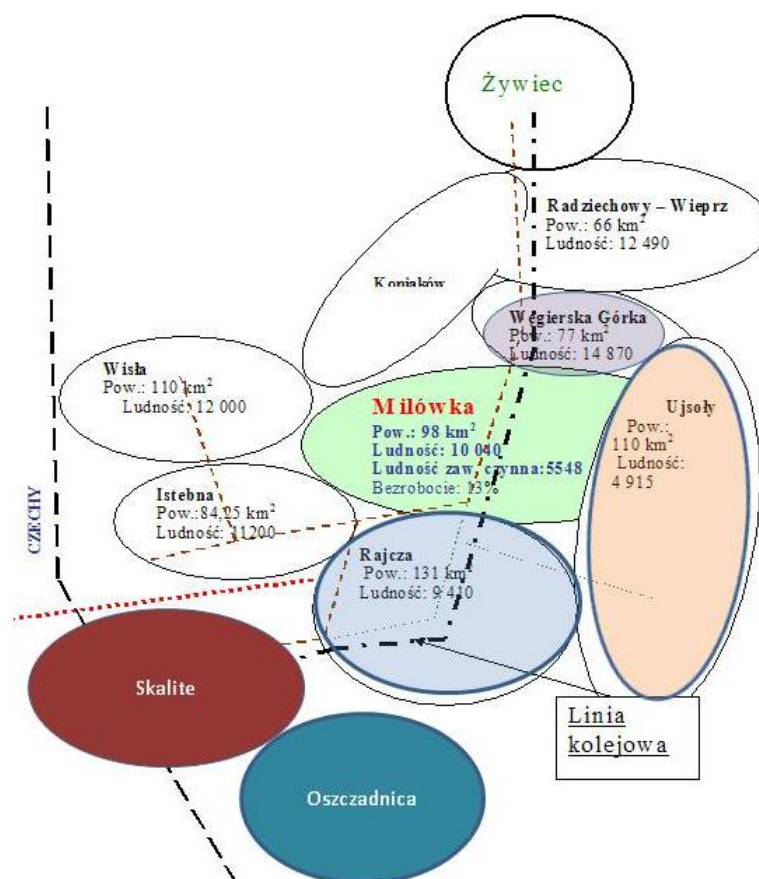 Żywiec
Radziechowy – Wieprz
Pow.: 66 km²
Ludność: 12 490
Koniaków
Węgierska Górka
Pow.: 77 km²
Ludność: 14 870
Wisła
Pow.: 110 km²
Ludność: 12 000
Milówka
Pow.: 98 km²
Ludność: 10 040
Ludność zaw. czynna:5548
Bezrobocie: 13%
Ujsoły
Pow.:
110 km²
Ludność:
4 915
Istebna
Pow.:84,25 km²
Ludność: 11200
CZECHY
Rajcza
Pow.: 131 km²
Ludność: 9 410
Skalite
Linia
kolejowa
Oszczadnica